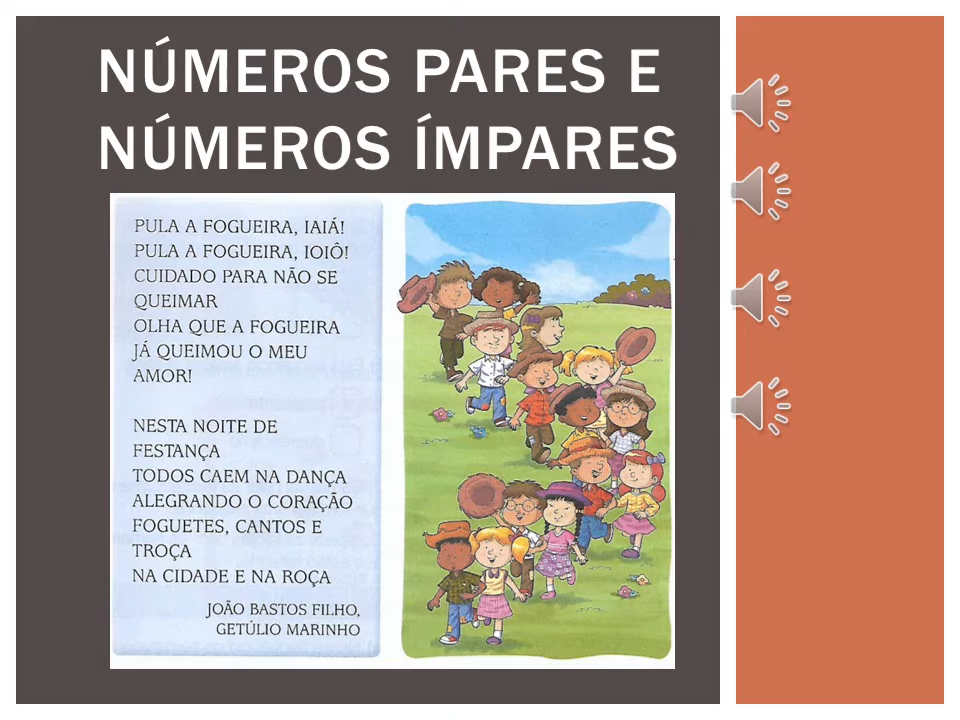 NÚMEROS PARES E
NÚMEROS ÍMPARES
PULA A FOGUEIRA, IAIÁ!
PULA A FOGUEIRA, IOIÔ!
CUIDADO PARA NÃO SE
QUEIMAR
OLHA QUE A FOGUEIRA
JÁ QUEIMOU O MEU
AMOR!
NESTA NOITE DE
FESTANÇA
TODOS CAEM NA DANÇA
ALEGRANDO O CORAÇÃO
FOGUETES, CANTOS E
TROÇA
NA CIDADE E NA ROÇA
JOÃO BASTOS FILHO,
GETÚLIO MARINHO